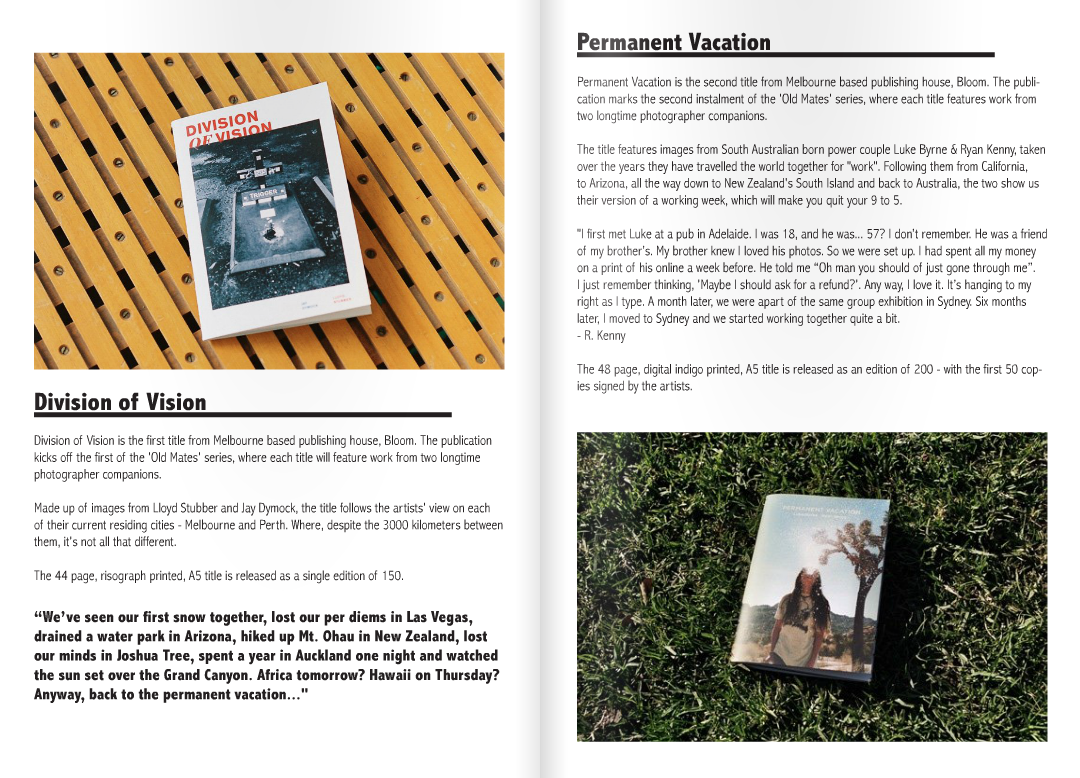 DIVISION
OF VISION
TRIGGER
Division of Vision
Division of Vision is the first title from Melbourne based publishing house, Bloom. The publication
kicks off the first of the 'Old Mates' series, where each title will feature work from two longtime
photographer companions.
Made up of images from Lloyd Stubber and Jay Dymock, the title follows the artists' view on each
of their current residing cities - Melbourne and Perth. Where, despite the 3000 kilometers between
them, it's not all that different.
The 44 page, risograph printed, A5 title is released as a single edition of 150.
“We’ve seen our first snow together, lost our per diems in Las Vegas,
drained a water park in Arizona, hiked up Mt. Ohau in New Zealand, lost
our minds in Joshua Tree, spent a year in Auckland one night and watched
the sun set over the Grand Canyon. Africa tomorrow? Hawaii on Thursday?
Anyway, back to the permanent vacation..."
Permanent Vacation
Permanent Vacation is the second title from Melbourne based publishing house, Bloom. The publi-
cation marks the second instalment of the 'Old Mates' series, where each title features work from
two longtime photographer companions.
The title features images from South Australian born power couple Luke Byrne & Ryan Kenny, taken
over the years they have travelled the world together for "work". Following them from California,
to Arizona, all the way down to New Zealand's South Island and back to Australia, the two show us
their version of a working week, which will make you quit your 9 to 5.
"I first met Luke at a pub in Adelaide. I was 18, and he was... 57? I don't remember. He was a friend
of my brother's. My brother knew I loved his photos. So we were set up. I had spent all my money
on a print of his online a week before. He told me “Oh man you should of just gone through me”.
I just remember thinking, 'Maybe I should ask for a refund?'. Any way, I love it. It's hanging to my
right as I type. A month later, we were apart of the same group exhibition in Sydney. Six months
later, I moved to Sydney and we started working together quite a bit.
- R. Kenny
The 48 page, digital indigo printed, A5 title is released as an edition of 200 - with the first 50 cop-
ies signed by the artists.
PERMANENT VACATION